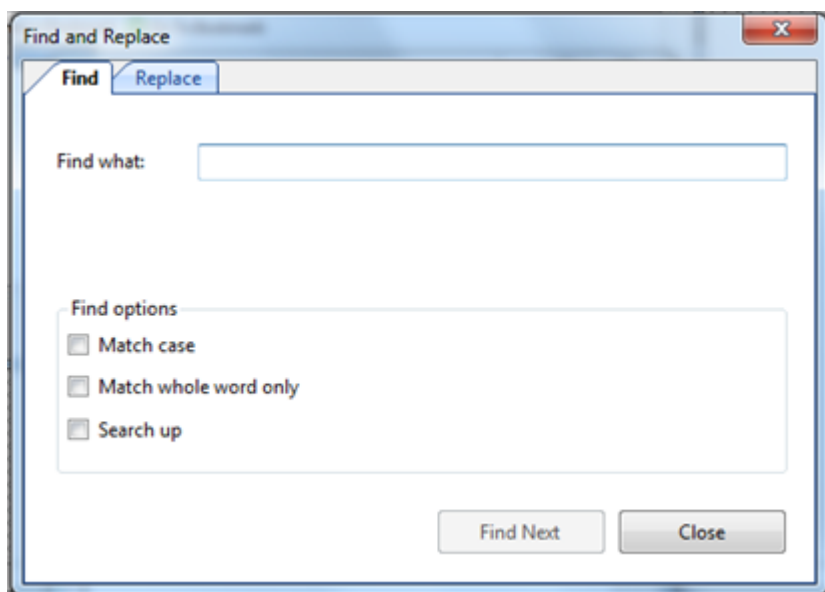 Find and Replace
Find Replace
Find what:
Find options
Match case
Match whole word only
Search up
Find Next Close